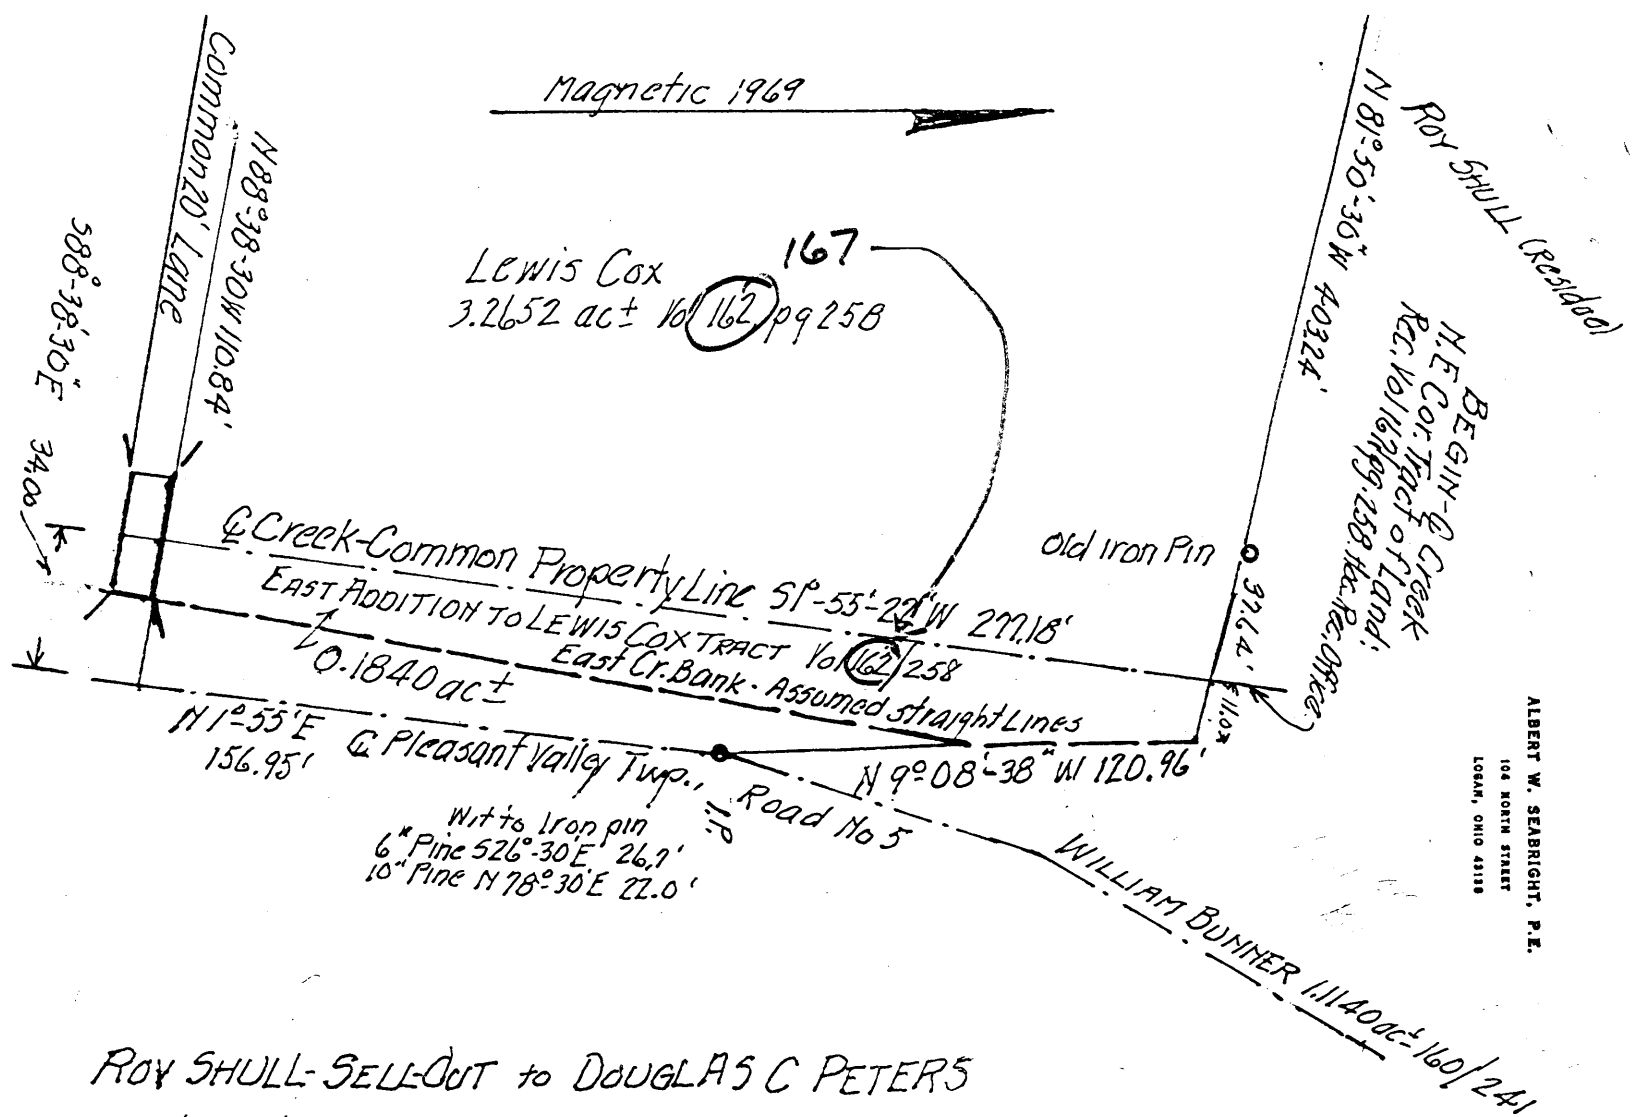 Magnetic 1969
Common 20' Lane
N88°-38-30W 110.84'
S88°-38'-30"E
34.00
Lewis Cox
3.2652 ac± Vol 162, pg 258
167
N 81°-50'-30" W 403.24'
ROY SHULL (Residual)
BEGIN-℄ Creek
N.E Cor. Tract of Land;
Rec. Vol 162 pg. 258 Hoc. Rec. Office
Old Iron Pin
37.64'
℄ Creek-Common Property Line S1°-55'-22"W 277.18'
EAST ADDITION TO LEWIS COX TRACT Vol 162/258
East Cr. Bank - Assumed straight Lines
0.1840 ac±
N 1°-55'E
156.95'
℄ Pleasant Valley Twp., Road No 5
I.P.
N 9°-08'-38" W 120.96'
Wit to Iron pin
6" Pine S26°-30'E 26.7'
10" Pine N 78°-30'E 22.0'
WILLIAM BUNNER 1.1140 ac± 160/241
ALBERT W. SEABRIGHT, P.E.
104 NORTH STREET
LOGAN, OHIO 43138
ROY SHULL-SELL-OUT to DOUGLAS C PETERS